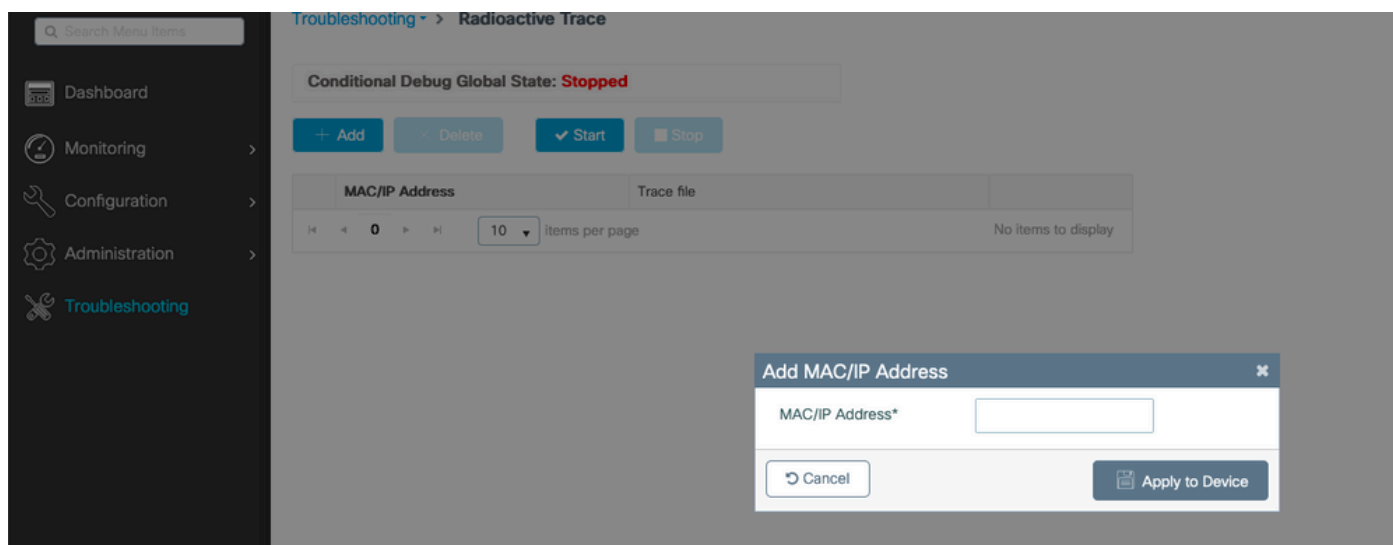 Search Menu Items
Dashboard
Monitoring
Configuration
Administration
Troubleshooting
Troubleshooting > Radioactive Trace
Conditional Debug Global State: Stopped
+ Add
× Delete
✔ Start
Stop
MAC/IP Address
Trace file
0
10
items per page
No items to display
Add MAC/IP Address
MAC/IP Address*
Cancel
Apply to Device